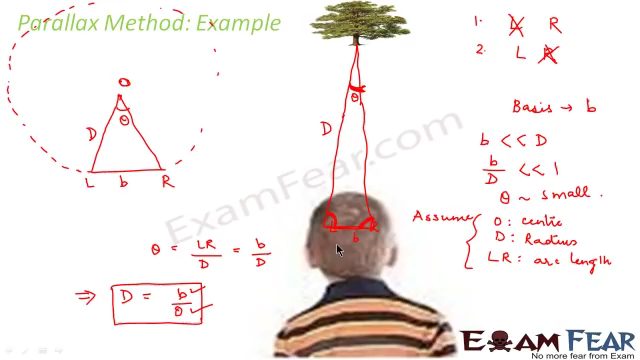 Parallax Method: Example
O
θ
D
L b R
θ = LR/D = b/D
⇒ D = b/θ
θ
D
L b R
1. L R
2. L R
Basis → b
b << D
b/D << 1
θ ~ small.
Assume
O: centre
D: Radius
LR: arc length
ExamFear.com
EXAM FEAR
No more fear from Exams